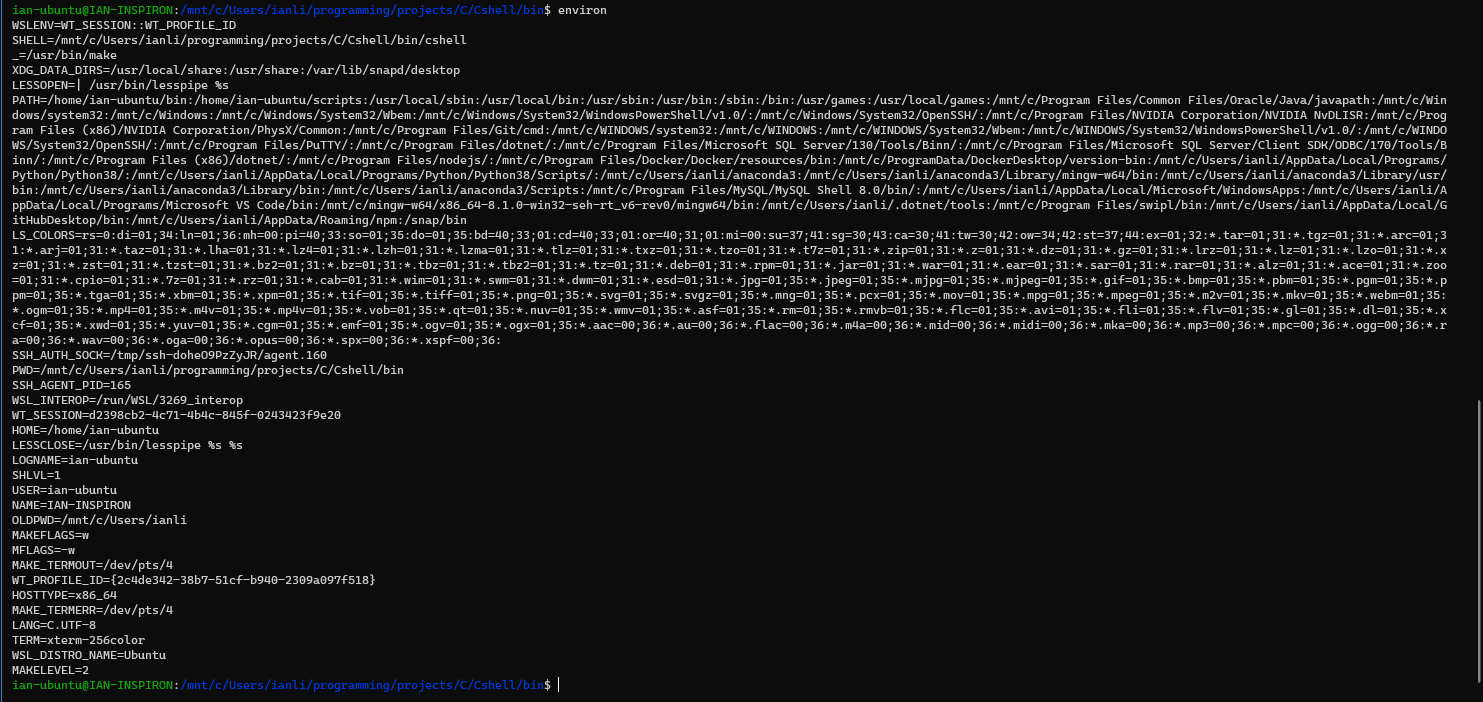 ian-ubuntu@IAN-INSPIRON:/mnt/c/Users/ianli/programming/projects/C/Cshell/bin$ environ
WSLENV=WT_SESSION::WT_PROFILE_ID
SHELL=/mnt/c/Users/ianli/programming/projects/C/Cshell/bin/cshell
_=/usr/bin/make
XDG_DATA_DIRS=/usr/local/share:/usr/share:/var/lib/snapd/desktop
LESSOPEN=| /usr/bin/lesspipe %s
PATH=/home/ian-ubuntu/bin:/home/ian-ubuntu/scripts:/usr/local/sbin:/usr/local/bin:/usr/sbin:/usr/bin:/sbin:/bin:/usr/games:/usr/local/games:/mnt/c/Program Files/Common Files/Oracle/Java/javapath:/mnt/c/Win
dows/system32:/mnt/c/Windows:/mnt/c/Windows/System32/Wbem:/mnt/c/Windows/System32/WindowsPowerShell/v1.0/:/mnt/c/Windows/System32/OpenSSH/:/mnt/c/Program Files/NVIDIA Corporation/NVIDIA NvDLISR:/mnt/c/Prog
ram Files (x86)/NVIDIA Corporation/PhysX/Common:/mnt/c/Program Files/Git/cmd:/mnt/c/WINDOWS/system32:/mnt/c/WINDOWS:/mnt/c/WINDOWS/System32/Wbem:/mnt/c/WINDOWS/System32/WindowsPowerShell/v1.0/:/mnt/c/WINDO
WS/System32/OpenSSH/:/mnt/c/Program Files/PuTTY/:/mnt/c/Program Files/dotnet/:/mnt/c/Program Files/Microsoft SQL Server/130/Tools/Binn/:/mnt/c/Program Files/Microsoft SQL Server/Client SDK/ODBC/170/Tools/B
inn/:/mnt/c/Program Files (x86)/dotnet/:/mnt/c/Program Files/nodejs/:/mnt/c/Program Files/Docker/Docker/resources/bin:/mnt/c/ProgramData/DockerDesktop/version-bin:/mnt/c/Users/ianli/AppData/Local/Programs/
Python/Python38/:/mnt/c/Users/ianli/AppData/Local/Programs/Python/Python38/Scripts/:/mnt/c/Users/ianli/anaconda3:/mnt/c/Users/ianli/anaconda3/Library/mingw-w64/bin:/mnt/c/Users/ianli/anaconda3/Library/usr/
bin:/mnt/c/Users/ianli/anaconda3/Library/bin:/mnt/c/Users/ianli/anaconda3/Scripts:/mnt/c/Program Files/MySQL/MySQL Shell 8.0/bin/:/mnt/c/Users/ianli/AppData/Local/Microsoft/WindowsApps:/mnt/c/Users/ianli/A
ppData/Local/Programs/Microsoft VS Code/bin:/mnt/c/mingw-w64/x86_64-8.1.0-win32-seh-rt_v6-rev0/mingw64/bin:/mnt/c/Users/ianli/.dotnet/tools:/mnt/c/Program Files/swipl/bin:/mnt/c/Users/ianli/AppData/Local/G
itHubDesktop/bin:/mnt/c/Users/ianli/AppData/Roaming/npm:/snap/bin
LS_COLORS=rs=0:di=01;34:ln=01;36:mh=00:pi=40;33:so=01;35:do=01;35:bd=40;33;01:cd=40;33;01:or=40;31;01:mi=00:su=37;41:sg=30;43:ca=30;41:tw=30;42:ow=34;42:st=37;44:ex=01;32:*.tar=01;31:*.tgz=01;31:*.arc=01;3
1:*.arj=01;31:*.taz=01;31:*.lha=01;31:*.lz4=01;31:*.lzh=01;31:*.lzma=01;31:*.tlz=01;31:*.txz=01;31:*.tzo=01;31:*.t7z=01;31:*.zip=01;31:*.z=01;31:*.dz=01;31:*.gz=01;31:*.lrz=01;31:*.lz=01;31:*.lzo=01;31:*.x
z=01;31:*.zst=01;31:*.tzst=01;31:*.bz2=01;31:*.bz=01;31:*.tbz=01;31:*.tbz2=01;31:*.tz=01;31:*.deb=01;31:*.rpm=01;31:*.jar=01;31:*.war=01;31:*.ear=01;31:*.sar=01;31:*.rar=01;31:*.alz=01;31:*.ace=01;31:*.zoo
=01;31:*.cpio=01;31:*.7z=01;31:*.rz=01;31:*.cab=01;31:*.wim=01;31:*.swm=01;31:*.dwm=01;31:*.esd=01;31:*.jpg=01;35:*.jpeg=01;35:*.mjpg=01;35:*.mjpeg=01;35:*.gif=01;35:*.bmp=01;35:*.pbm=01;35:*.pgm=01;35:*.p
pm=01;35:*.tga=01;35:*.xbm=01;35:*.xpm=01;35:*.tif=01;35:*.tiff=01;35:*.png=01;35:*.svg=01;35:*.svgz=01;35:*.mng=01;35:*.pcx=01;35:*.mov=01;35:*.mpg=01;35:*.mpeg=01;35:*.m2v=01;35:*.mkv=01;35:*.webm=01;35:
*.ogm=01;35:*.mp4=01;35:*.m4v=01;35:*.mp4v=01;35:*.vob=01;35:*.qt=01;35:*.nuv=01;35:*.wmv=01;35:*.asf=01;35:*.rm=01;35:*.rmvb=01;35:*.flc=01;35:*.avi=01;35:*.fli=01;35:*.flv=01;35:*.gl=01;35:*.dl=01;35:*.x
cf=01;35:*.xwd=01;35:*.yuv=01;35:*.cgm=01;35:*.emf=01;35:*.ogv=01;35:*.ogx=01;35:*.aac=00;36:*.au=00;36:*.flac=00;36:*.m4a=00;36:*.mid=00;36:*.midi=00;36:*.mka=00;36:*.mp3=00;36:*.mpc=00;36:*.ogg=00;36:*.r
a=00;36:*.wav=00;36:*.oga=00;36:*.opus=00;36:*.spx=00;36:*.xspf=00;36:
SSH_AUTH_SOCK=/tmp/ssh-doheO9PzZyJR/agent.160
PWD=/mnt/c/Users/ianli/programming/projects/C/Cshell/bin
SSH_AGENT_PID=165
WSL_INTEROP=/run/WSL/3269_interop
WT_SESSION=d2398cb2-4c71-4b4c-845f-0243423f9e20
HOME=/home/ian-ubuntu
LESSCLOSE=/usr/bin/lesspipe %s %s
LOGNAME=ian-ubuntu
SHLVL=1
USER=ian-ubuntu
NAME=IAN-INSPIRON
OLDPWD=/mnt/c/Users/ianli
MAKEFLAGS=w
MFLAGS=-w
MAKE_TERMOUT=/dev/pts/4
WT_PROFILE_ID={2c4de342-38b7-51cf-b940-2309a097f518}
HOSTTYPE=x86_64
MAKE_TERMERR=/dev/pts/4
LANG=C.UTF-8
TERM=xterm-256color
WSL_DISTRO_NAME=Ubuntu
MAKELEVEL=2
ian-ubuntu@IAN-INSPIRON:/mnt/c/Users/ianli/programming/projects/C/Cshell/bin$